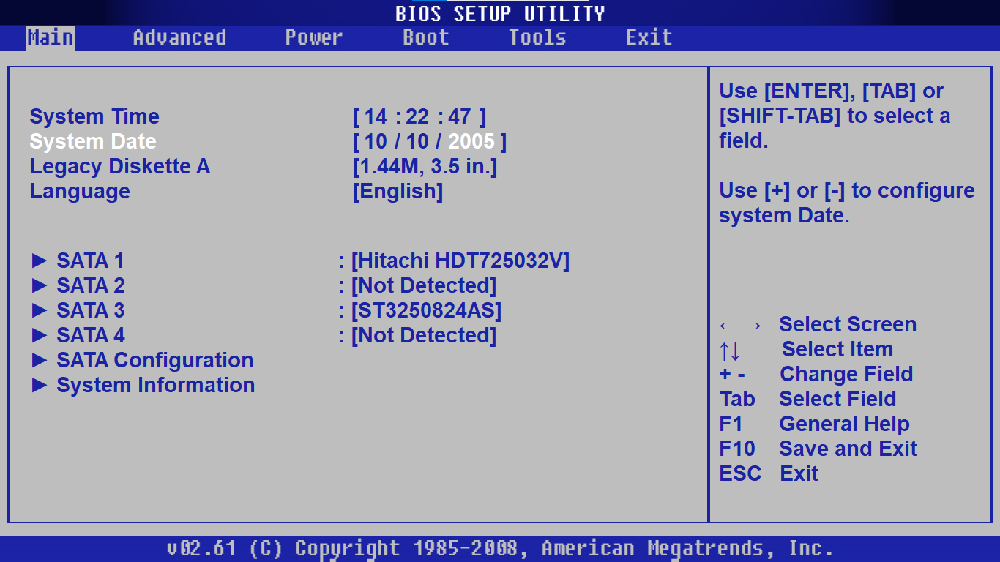 BIOS SETUP UTILITY
Main Advanced Power Boot Tools Exit
System Time [ 14 : 22 : 47 ]
System Date [ 10 / 10 / 2005 ]
Legacy Diskette A [1.44M, 3.5 in.]
Language [English]
► SATA 1 : [Hitachi HDT725032V]
► SATA 2 : [Not Detected]
► SATA 3 : [ST3250824AS]
► SATA 4 : [Not Detected]
► SATA Configuration
► System Information
Use [ENTER], [TAB] or
[SHIFT-TAB] to select a
field.
Use [+] or [-] to configure
system Date.
←→ Select Screen
↑↓ Select Item
+ - Change Field
Tab Select Field
F1 General Help
F10 Save and Exit
ESC Exit
v02.61 (C) Copyright 1985-2008, American Megatrends, Inc.